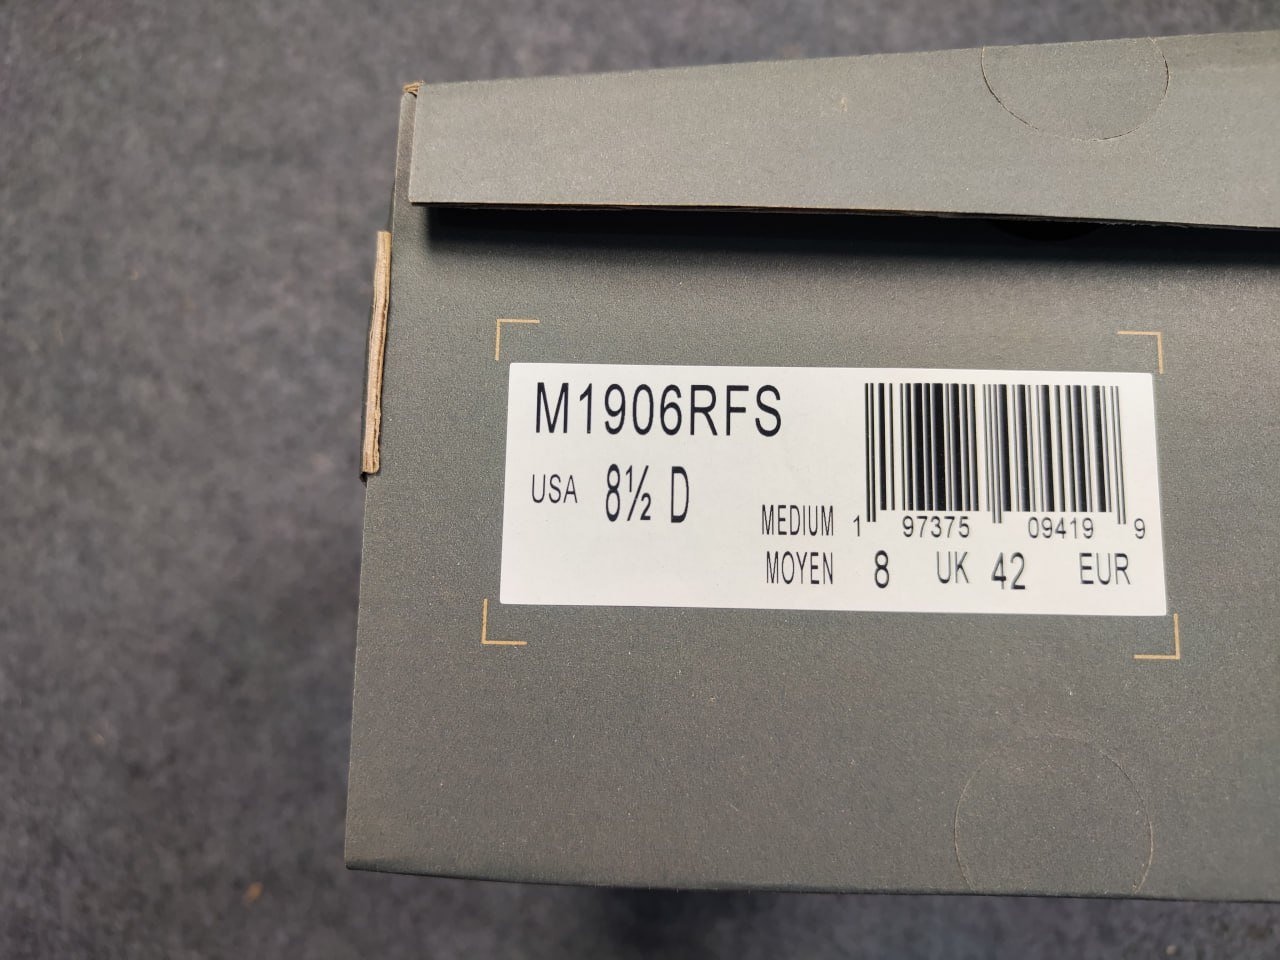 M1906RFS
USA 8½ D
MEDIUM
MOYEN
1 97375 09419 9
8 UK 42 EUR